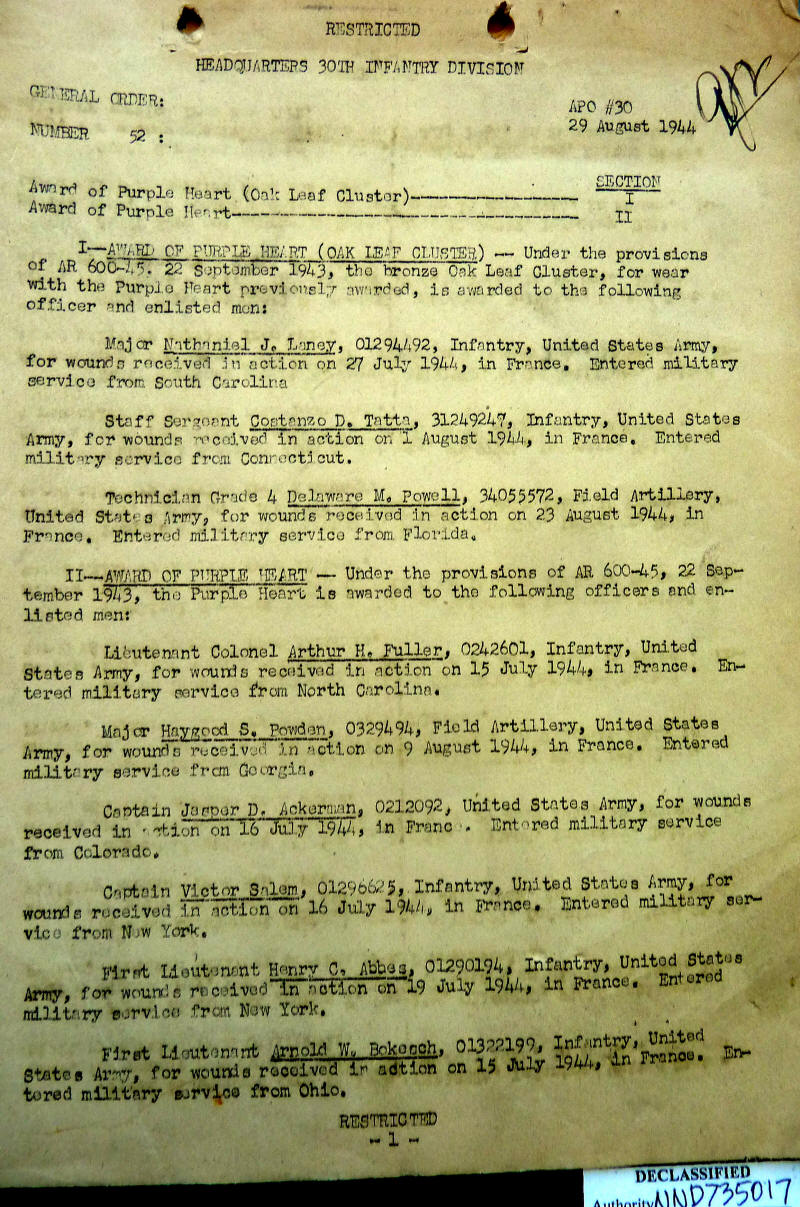 RESTRICTED
HEADQUARTERS 30TH INFANTRY DIVISION
GENERAL ORDER:
APO #30
29 August 1944
NUMBER 52 :
SECTION
Award of Purple Heart (Oak Leaf Cluster)-------------------- I
Award of Purple Heart---------------------------------------- II
I--AWARD OF PURPLE HEART (OAK LEAF CLUSTER) -- Under the provisions
of AR 600-45. 22 September 1943, the bronze Oak Leaf Cluster, for wear
with the Purple Heart previously awarded, is awarded to the following
officer and enlisted men:
Major Nathaniel J. Laney, 01294492, Infantry, United States Army,
for wounds received in action on 27 July 1944, in France. Entered military
service from South Carolina
Staff Sergeant Costanzo D. Tatta, 31249247, Infantry, United States
Army, for wounds received in action on 1 August 1944, in France. Entered
military service from Connecticut.
Technician Grade 4 Delaware M. Powell, 34055572, Field Artillery,
United States Army, for wounds received in action on 23 August 1944, in
France. Entered military service from Florida.
II--AWARD OF PURPLE HEART -- Under the provisions of AR 600-45, 22 Sep-
tember 1943, the Purple Heart is awarded to the following officers and en-
listed men:
Lieutenant Colonel Arthur H. Fuller, 0242601, Infantry, United
States Army, for wounds received in action on 15 July 1944, in France. En-
tered military service from North Carolina.
Major Haygood S. Bowden, 0329494, Field Artillery, United States
Army, for wounds received in action on 9 August 1944, in France. Entered
military service from Georgia.
Captain Jasper D. Ackerman, 0212092, United States Army, for wounds
received in action on 16 July 1944, in France. Entered military service
from Colorado.
Captain Victor Salem, 01296625, Infantry, United States Army, for
wounds received in action on 16 July 1944, in France. Entered military ser-
vice from New York.
First Lieutenant Henry C. Abbes, 01290194, Infantry, United States
Army, for wounds received in action on 19 July 1944, in France. Entered
military service from New York.
First Lieutenant Arnold W. 01322199, Infantry, United
States Army, for wounds received in adtion on 15 July 1944, in France. En-
tered military service from Ohio.
RESTRICTED
- 1 -
DECLASSIFIED
Authority NND735017